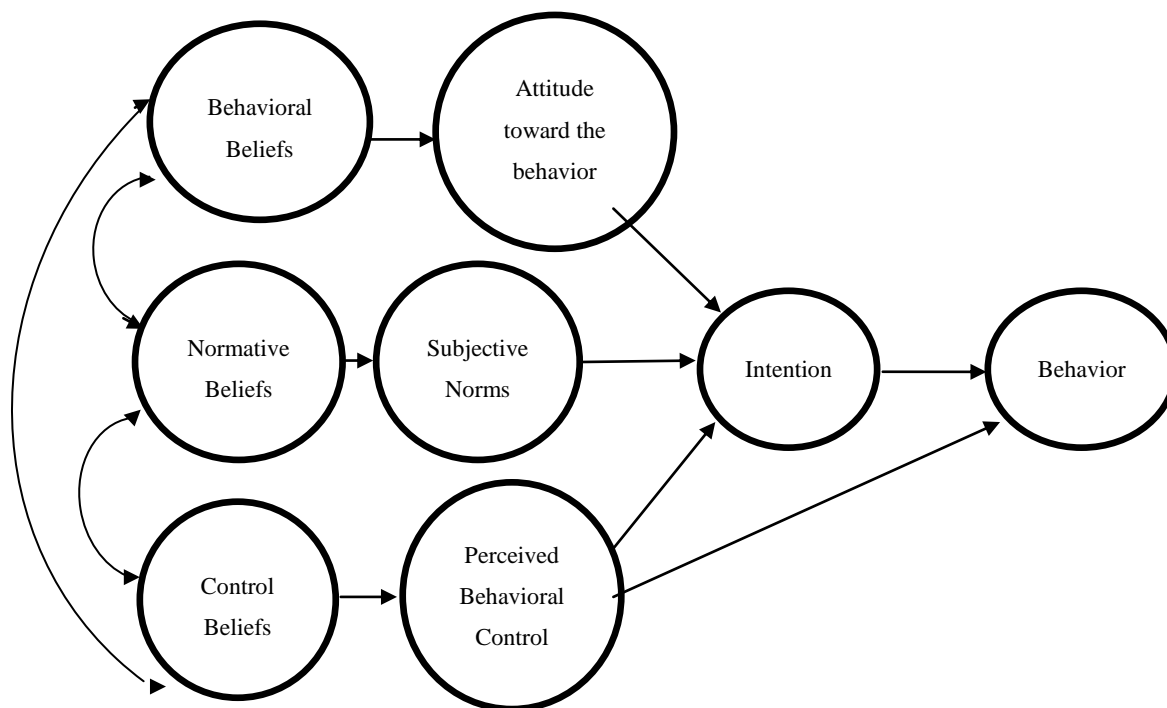 Behavioral
Beliefs
Attitude
toward the
behavior
Normative
Beliefs
Subjective
Norms
Intention
Behavior
Control
Beliefs
Perceived
Behavioral
Control